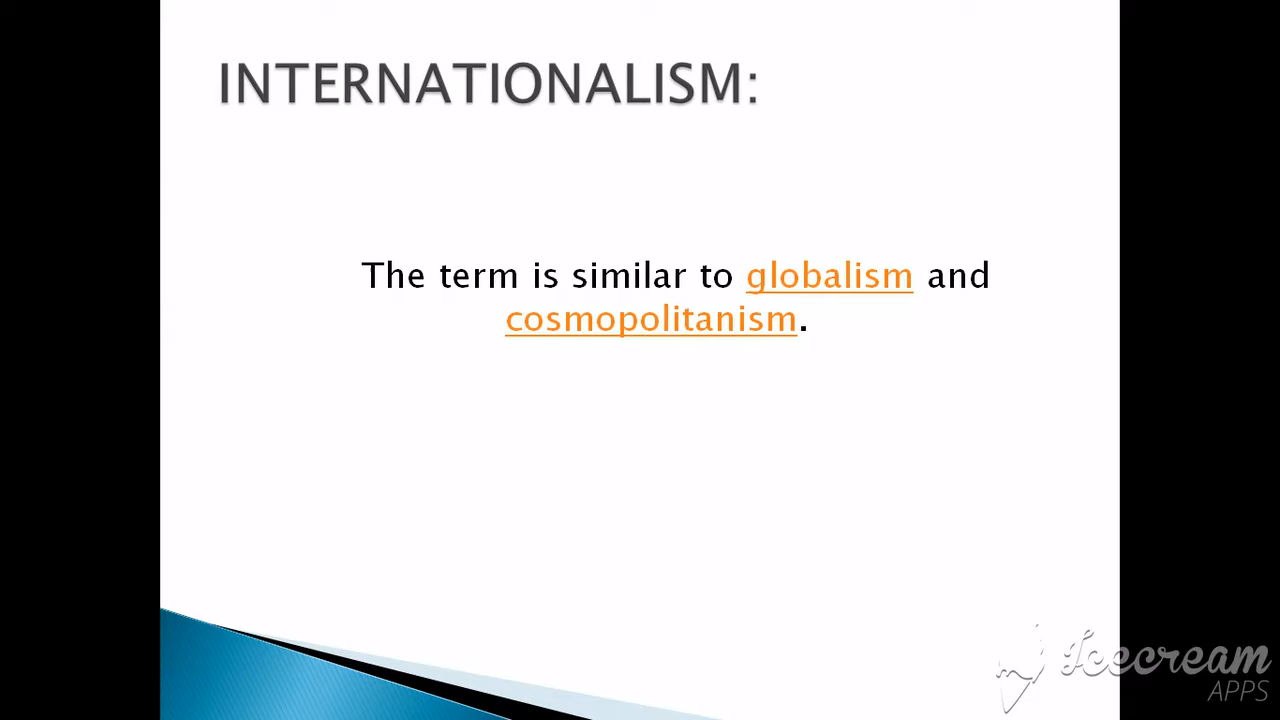 INTERNATIONALISM:
The term is similar to globalism and
cosmopolitanism.
Icecream
APPS